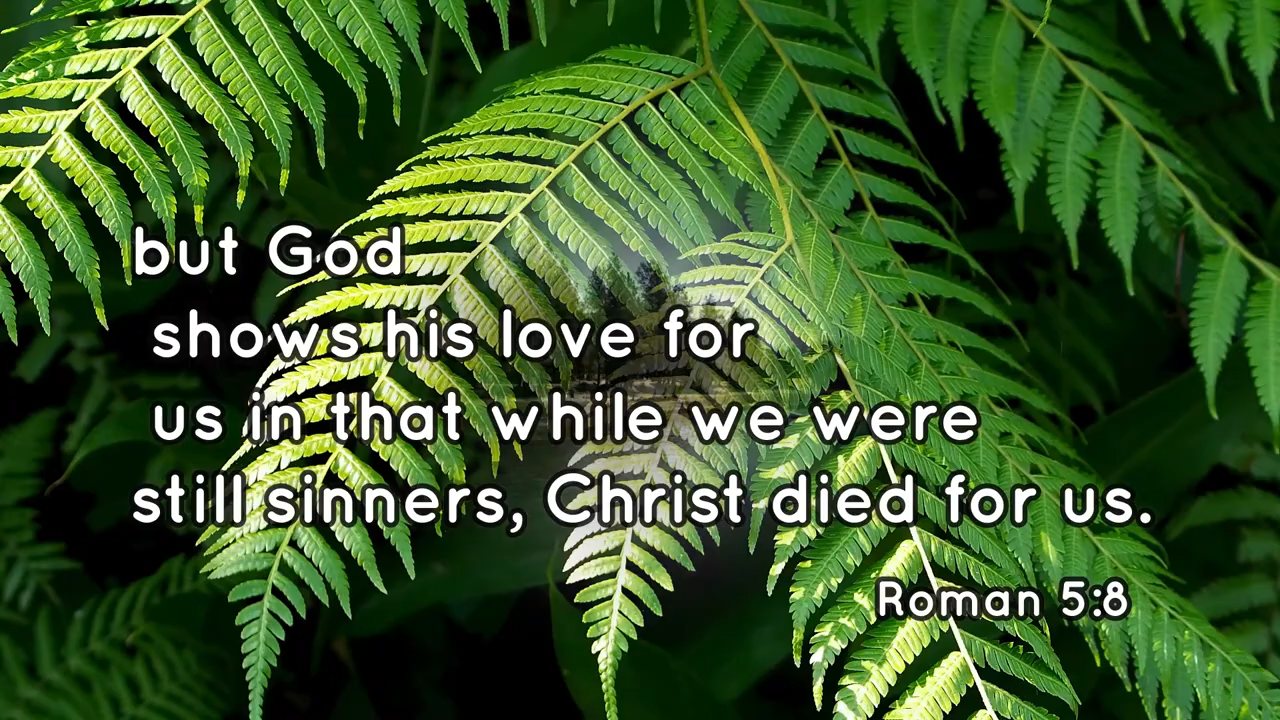 but God
shows his love for
us in that while we were
still sinners, Christ died for us.
Roman 5:8